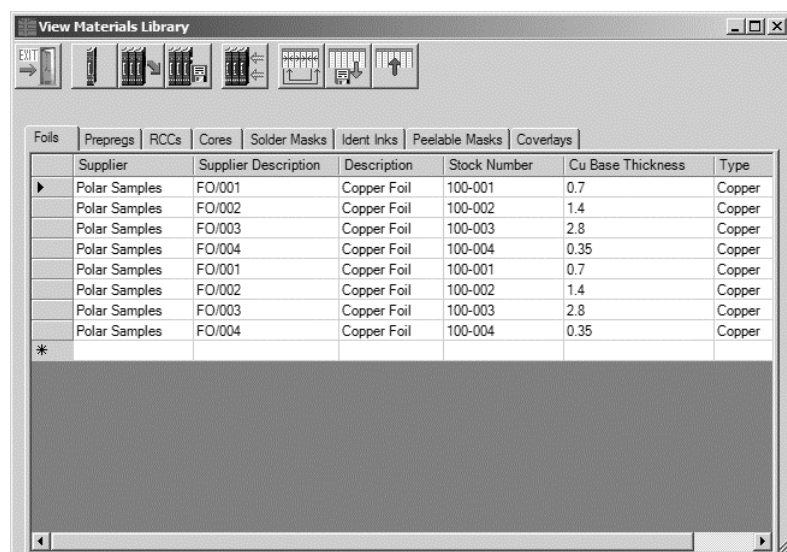 View Materials Library
EXIT
Foils Prepregs RCCs Cores Solder Masks Ident Inks Peelable Masks Coverlays
Supplier Supplier Description Description Stock Number Cu Base Thickness Type
Polar Samples FO/001 Copper Foil 100-001 0.7 Copper
Polar Samples FO/002 Copper Foil 100-002 1.4 Copper
Polar Samples FO/003 Copper Foil 100-003 2.8 Copper
Polar Samples FO/004 Copper Foil 100-004 0.35 Copper
Polar Samples FO/001 Copper Foil 100-001 0.7 Copper
Polar Samples FO/002 Copper Foil 100-002 1.4 Copper
Polar Samples FO/003 Copper Foil 100-003 2.8 Copper
Polar Samples FO/004 Copper Foil 100-004 0.35 Copper